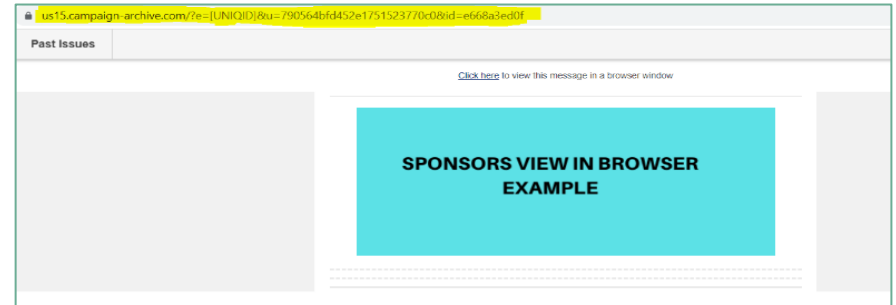 us15.campaign-archive.com/?e=[UNIQID]&u=790564bfd452e1751523770c0&id=e668a3ed0f
Past Issues
Click here to view this message in a browser window
SPONSORS VIEW IN BROWSER
EXAMPLE